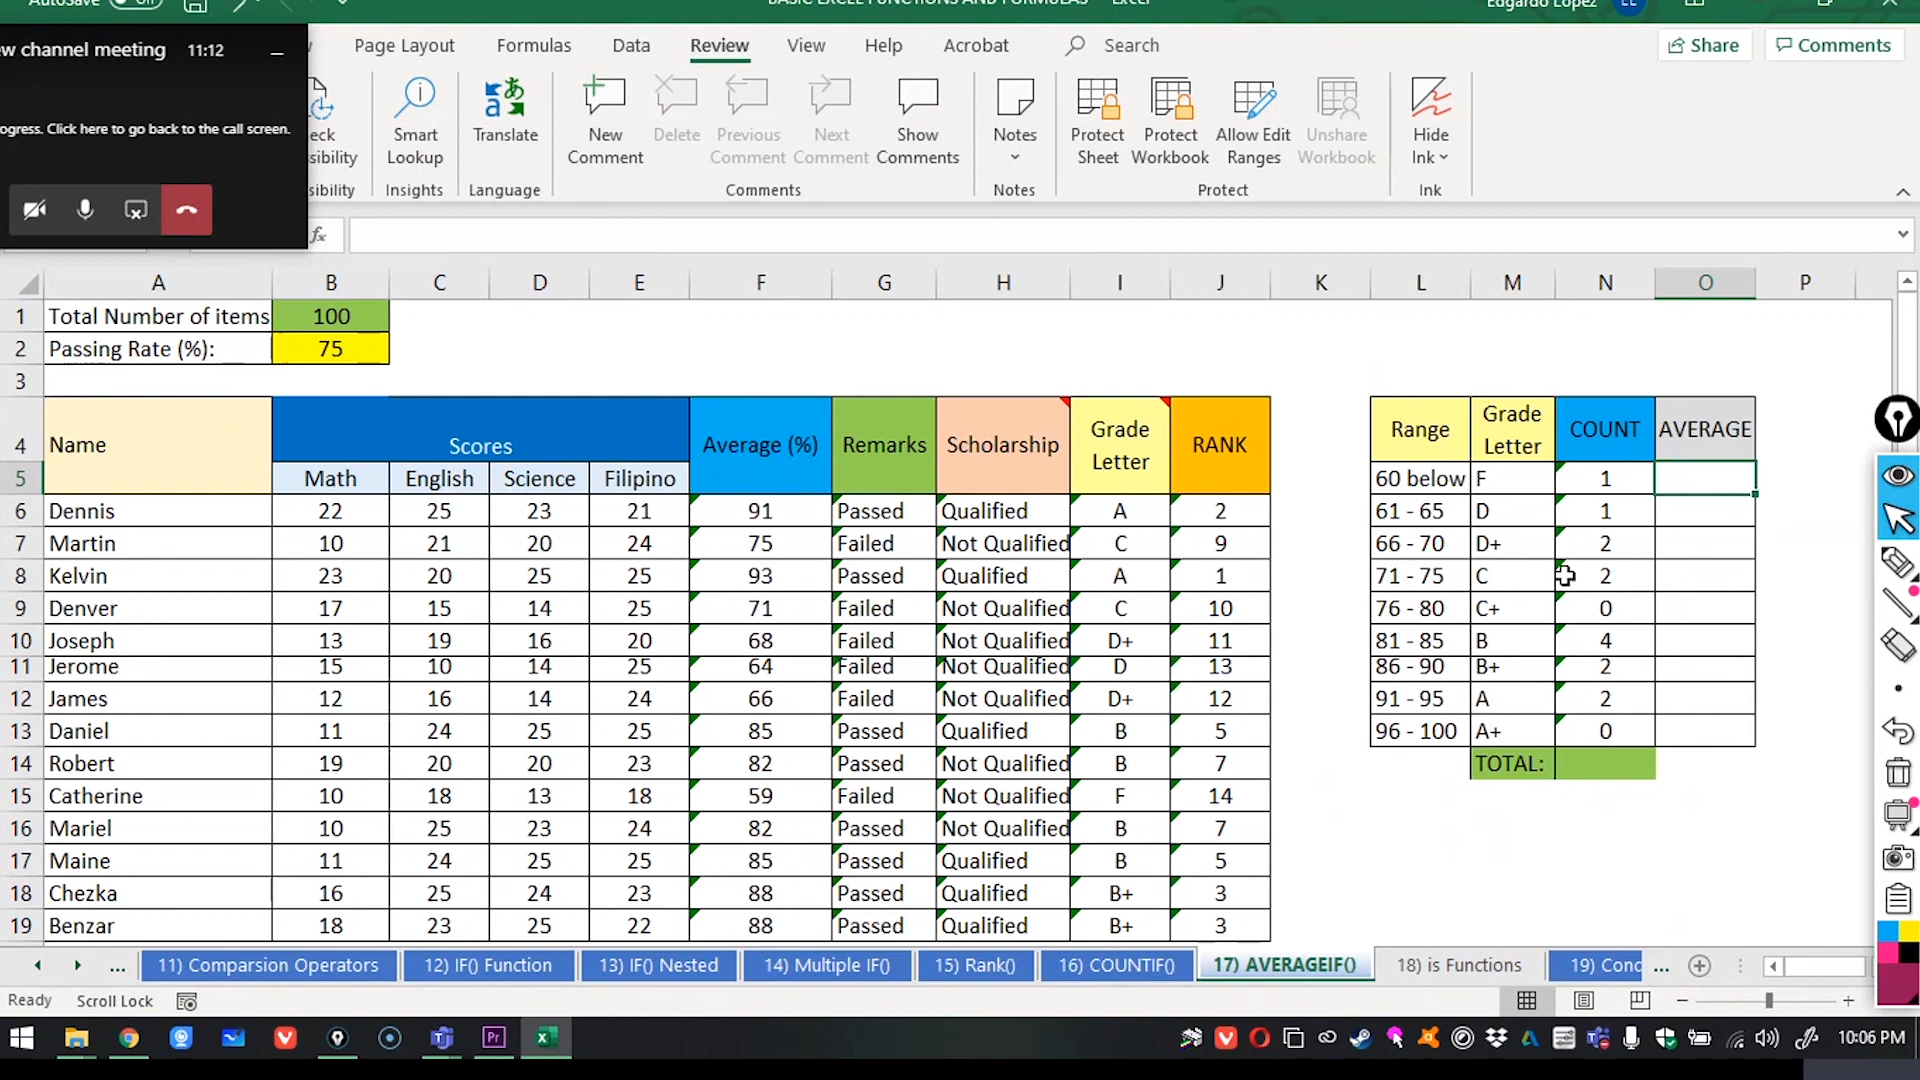 AutoSave Off
BASIC EXCEL FUNCTIONS AND FORMULAS - Excel
Edgardo Lopez
EL
ew channel meeting 11:12
ogress. Click here to go back to the call screen.
Page Layout Formulas Data Review View Help Acrobat Search
Share Comments
Smart Lookup
Translate
New Comment
Delete
Previous Comment
Next Comment
Show Comments
Notes
Protect Sheet
Protect Workbook
Allow Edit Ranges
Unshare Workbook
Hide Ink
Insights Language Comments Notes Protect Ink
fx
A B C D E F G H I J K L M N O P
1 Total Number of items 100
2 Passing Rate (%): 75
3
4 Name Scores Average (%) Remarks Scholarship Grade Letter RANK Range Grade Letter COUNT AVERAGE
5 Math English Science Filipino 60 below F 1
6 Dennis 22 25 23 21 91 Passed Qualified A 2 61 - 65 D 1
7 Martin 10 21 20 24 75 Failed Not Qualified C 9 66 - 70 D+ 2
8 Kelvin 23 20 25 25 93 Passed Qualified A 1 71 - 75 C 2
9 Denver 17 15 14 25 71 Failed Not Qualified C 10 76 - 80 C+ 0
10 Joseph 13 19 16 20 68 Failed Not Qualified D+ 11 81 - 85 B 4
11 Jerome 15 10 14 25 64 Failed Not Qualified D 13 86 - 90 B+ 2
12 James 12 16 14 24 66 Failed Not Qualified D+ 12 91 - 95 A 2
13 Daniel 11 24 25 25 85 Passed Qualified B 5 96 - 100 A+ 0
14 Robert 19 20 20 23 82 Passed Not Qualified B 7 TOTAL:
15 Catherine 10 18 13 18 59 Failed Not Qualified F 14
16 Mariel 10 25 23 24 82 Passed Not Qualified B 7
17 Maine 11 24 25 25 85 Passed Qualified B 5
18 Chezka 16 25 24 23 88 Passed Qualified B+ 3
19 Benzar 18 23 25 22 88 Passed Qualified B+ 3
... 11) Comparsion Operators 12) IF() Function 13) IF() Nested 14) Multiple IF() 15) Rank() 16) COUNTIF() 17) AVERAGEIF() 18) is Functions 19) Cond ...
Ready Scroll Lock
10:06 PM